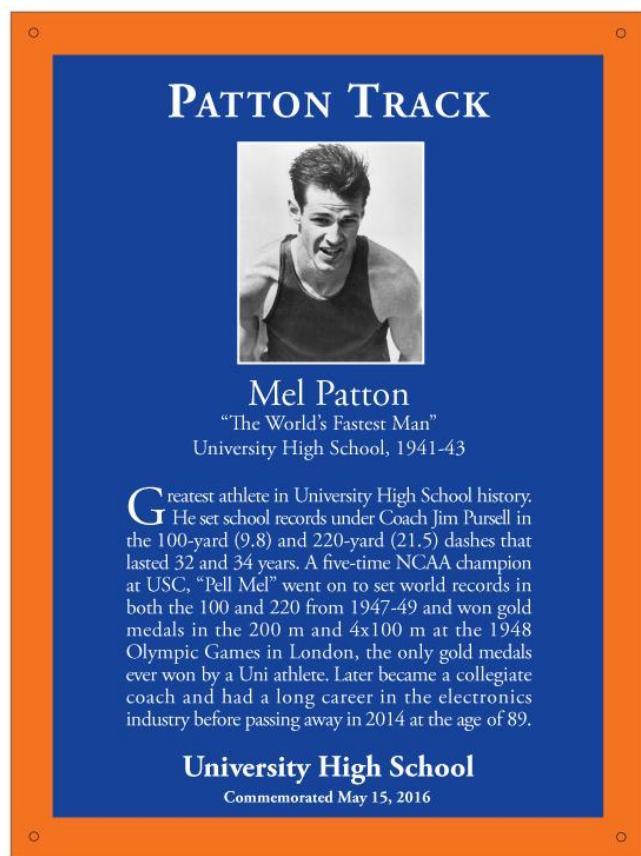 PATTON TRACK
Mel Patton
“The World’s Fastest Man”
University High School, 1941-43
Greatest athlete in University High School history.
He set school records under Coach Jim Pursell in
the 100-yard (9.8) and 220-yard (21.5) dashes that
lasted 32 and 34 years. A five-time NCAA champion
at USC, “Pell Mel” went on to set world records in
both the 100 and 220 from 1947-49 and won gold
medals in the 200 m and 4x100 m at the 1948
Olympic Games in London, the only gold medals
ever won by a Uni athlete. Later became a collegiate
coach and had a long career in the electronics
industry before passing away in 2014 at the age of 89.
University High School
Commemorated May 15, 2016